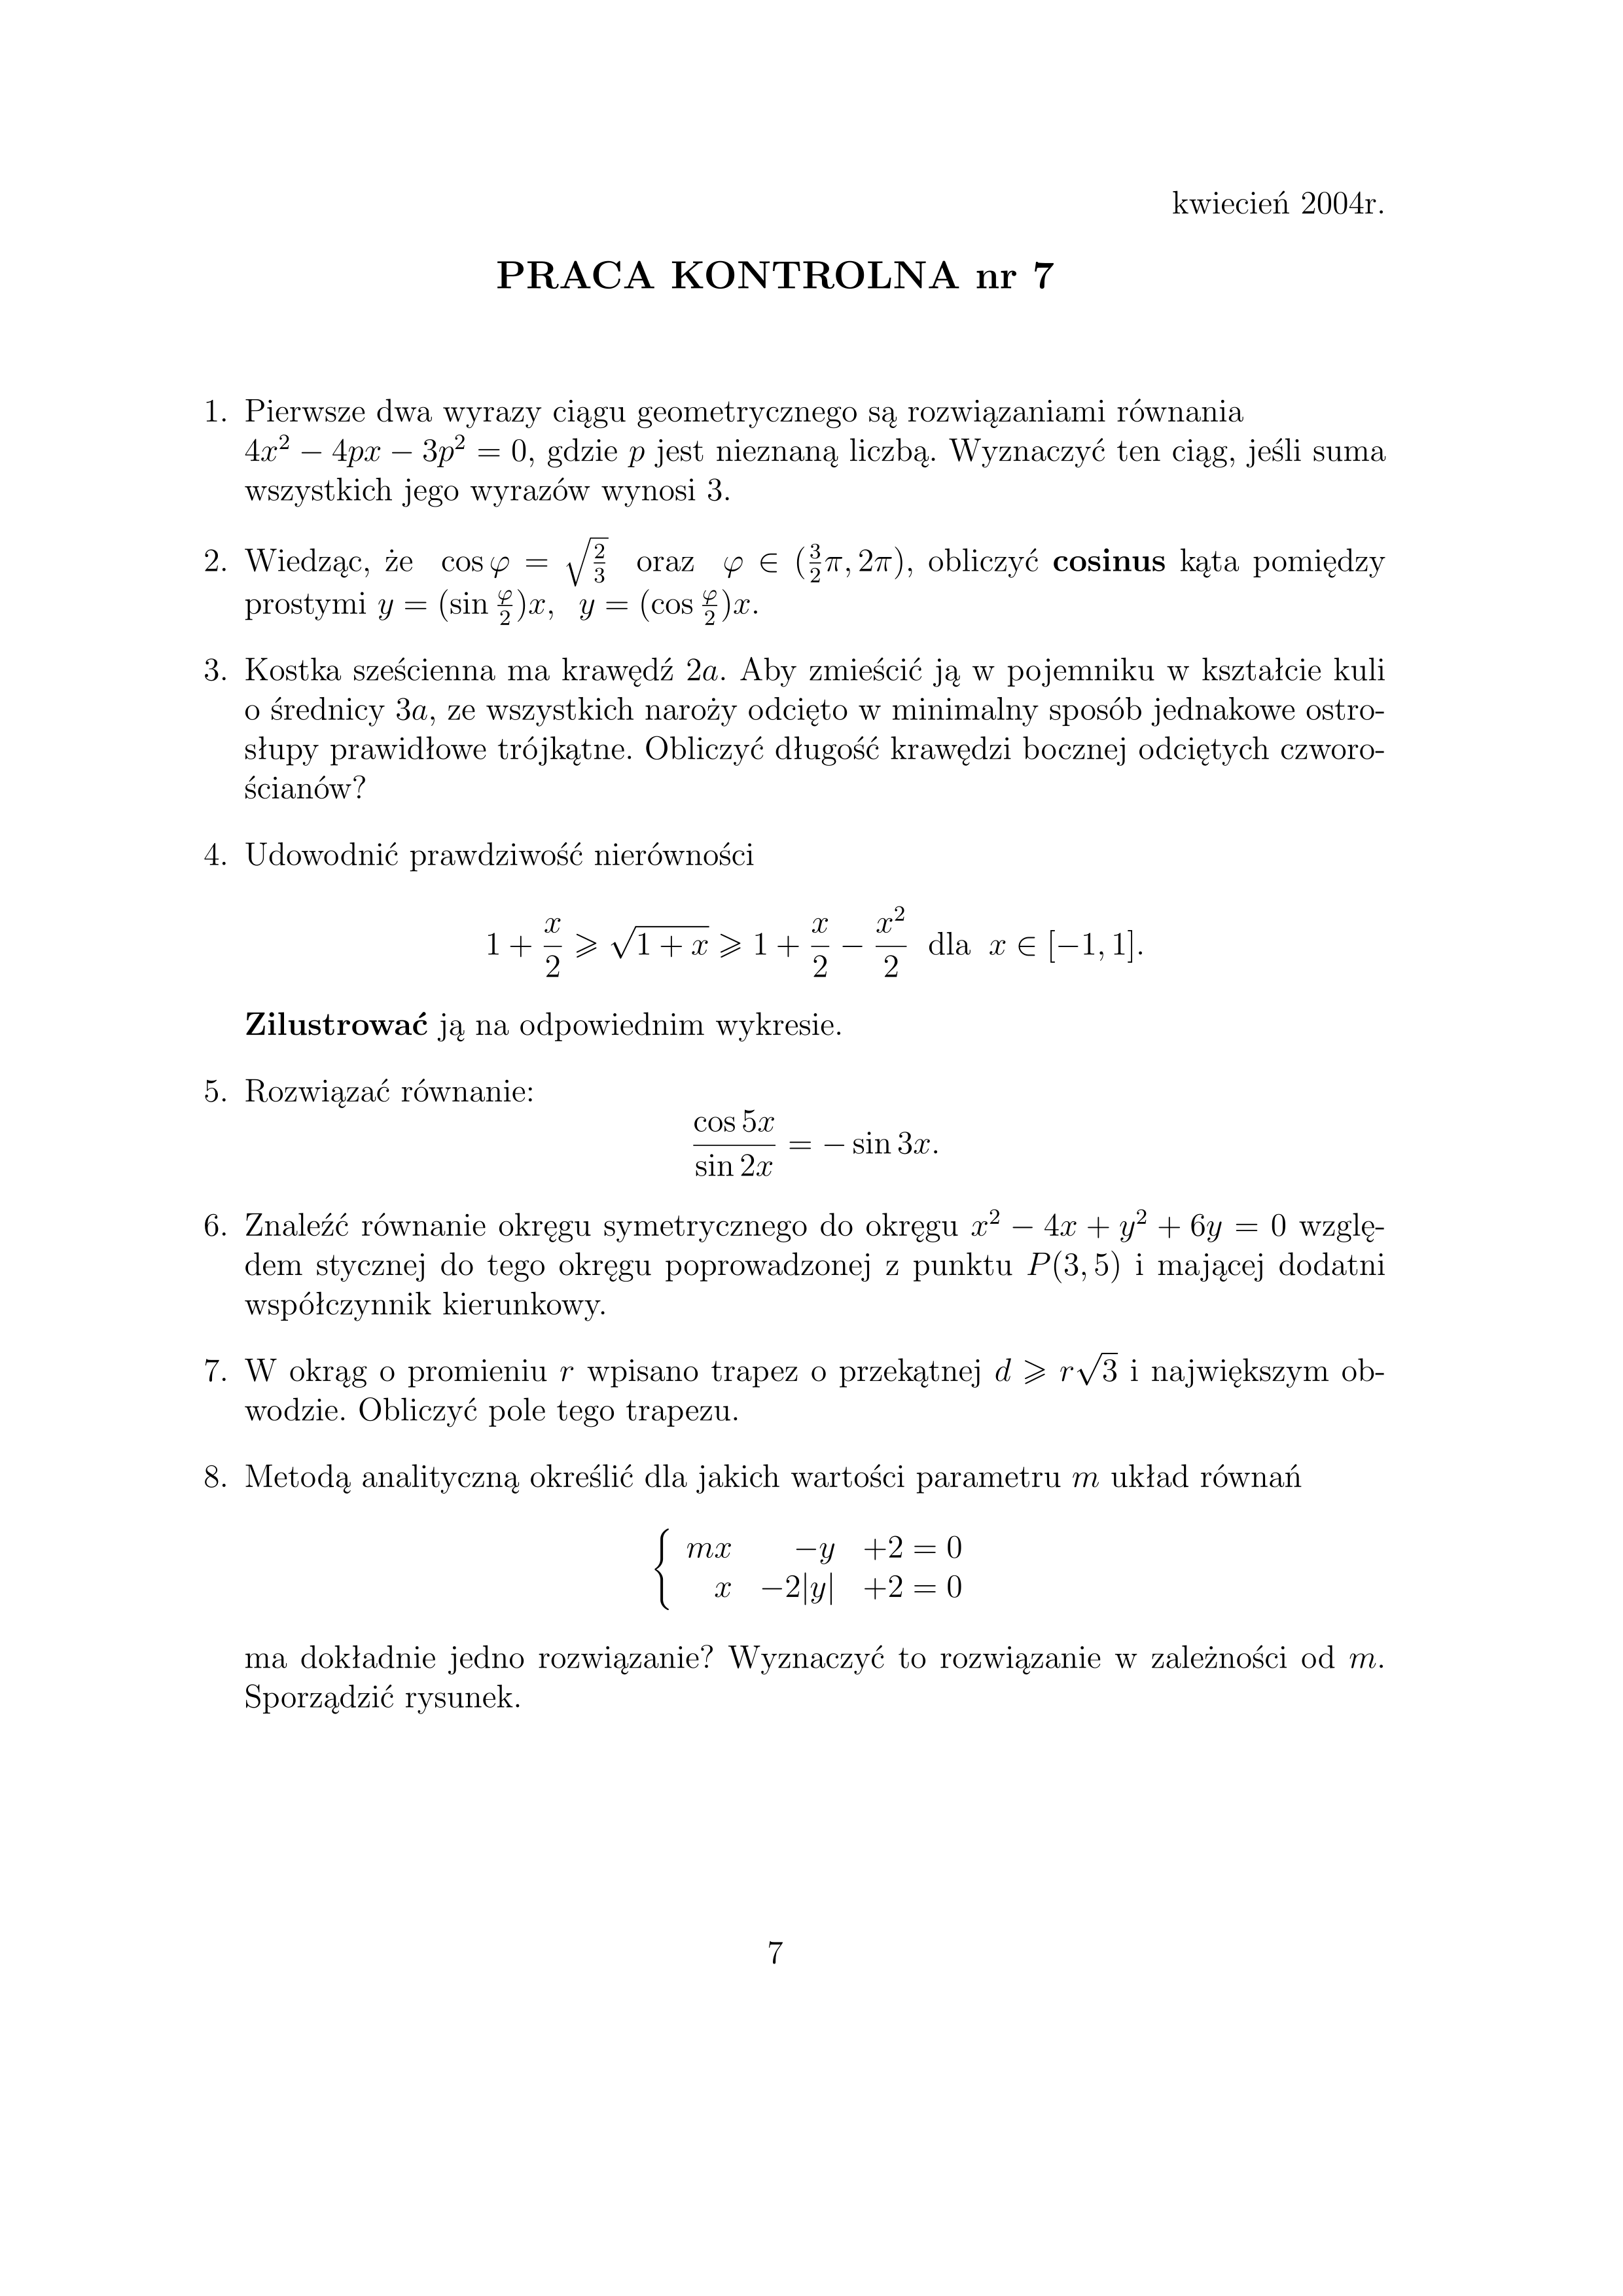 kwiecień 2004r.
PRACA KONTROLNA nr 7
1. Pierwsze dwa wyrazy ciągu geometrycznego są rozwiązaniami równania
$4x^2 - 4px - 3p^2 = 0$, gdzie $p$ jest nieznaną liczbą. Wyznaczyć ten ciąg, jeśli suma
wszystkich jego wyrazów wynosi 3.
2. Wiedząc, że $\cos\varphi = \sqrt{\frac{2}{3}}$ oraz $\varphi \in (\frac{3}{2}\pi, 2\pi)$, obliczyć cosinus kąta pomiędzy
prostymi $y = (\sin\frac{\varphi}{2})x$, $y = (\cos\frac{\varphi}{2})x$.
3. Kostka sześcienna ma krawędź $2a$. Aby zmieścić ją w pojemniku w kształcie kuli
o średnicy $3a$, ze wszystkich naroży odcięto w minimalny sposób jednakowe ostro-
słupy prawidłowe trójkątne. Obliczyć długość krawędzi bocznej odciętych czworo-
ścianów?
4. Udowodnić prawdziwość nierówności
$1 + \frac{x}{2} \geqslant \sqrt{1+x} \geqslant 1 + \frac{x}{2} - \frac{x^2}{2}$ dla $x \in [-1, 1]$.
Zilustrować ją na odpowiednim wykresie.
5. Rozwiązać równanie:
$\frac{\cos 5x}{\sin 2x} = -\sin 3x.$
6. Znaleźć równanie okręgu symetrycznego do okręgu $x^2 - 4x + y^2 + 6y = 0$ wzglę-
dem stycznej do tego okręgu poprowadzonej z punktu $P(3, 5)$ i mającej dodatni
współczynnik kierunkowy.
7. W okrąg o promieniu $r$ wpisano trapez o przekątnej $d \geqslant r\sqrt{3}$ i największym ob-
wodzie. Obliczyć pole tego trapezu.
8. Metodą analityczną określić dla jakich wartości parametru $m$ układ równań
$\begin{cases} mx & -y & +2 = 0 \\ x & -2|y| & +2 = 0 \end{cases}$
ma dokładnie jedno rozwiązanie? Wyznaczyć to rozwiązanie w zależności od $m$.
Sporządzić rysunek.
7